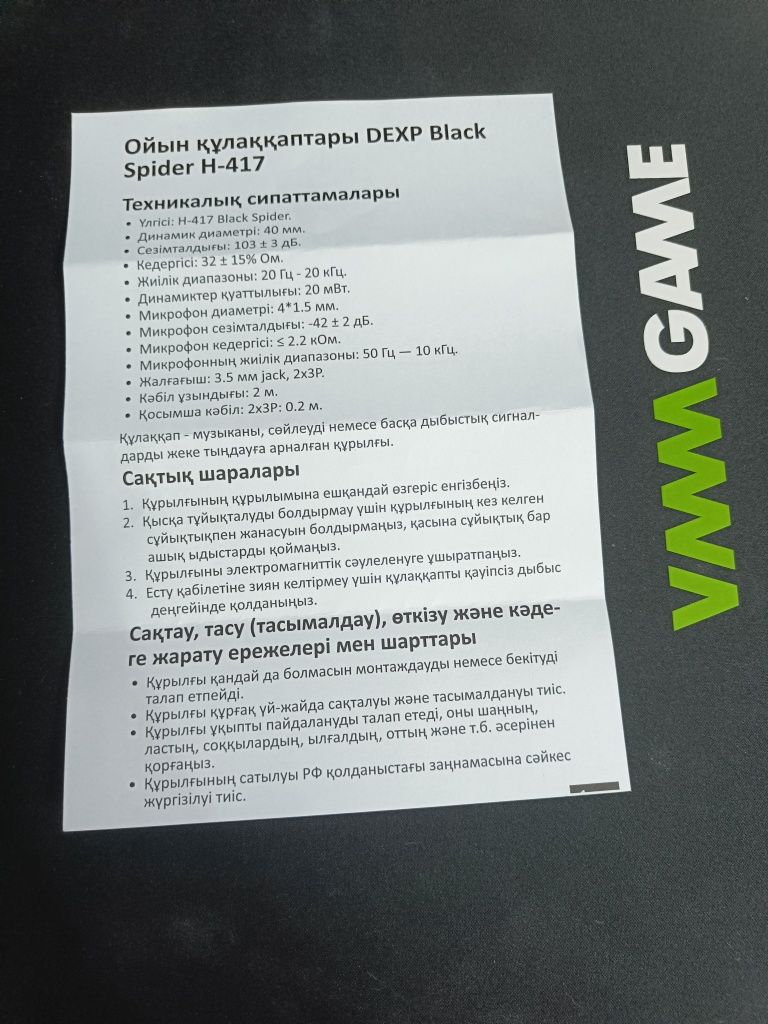 Ойын құлаққаптары DEXP Black
Spider H-417
Техникалық сипаттамалары
• Үлгісі: H-417 Black Spider.
• Динамик диаметрі: 40 мм.
• Сезімталдығы: 103 ± 3 дБ.
• Кедергісі: 32 ± 15% Ом.
• Жиілік диапазоны: 20 Гц - 20 кГц.
• Динамиктер қуаттылығы: 20 мВт.
• Микрофон диаметрі: 4*1.5 мм.
• Микрофон сезімталдығы: -42 ± 2 дБ.
• Микрофон кедергісі: ≤ 2.2 кОм.
• Микрофонның жиілік диапазоны: 50 Гц — 10 кГц.
• Жалғағыш: 3.5 мм jack, 2x3P.
• Кәбіл ұзындығы: 2 м.
• Қосымша кәбіл: 2x3P: 0.2 м.
Құлаққап - музыканы, сөйлеуді немесе басқа дыбыстық сигнал-
дарды жеке тыңдауға арналған құрылғы.
Сақтық шаралары
1. Құрылғының құрылымына ешқандай өзгеріс енгізбеңіз.
2. Қысқа тұйықталуды болдырмау үшін құрылғының кез келген
сұйықтықпен жанасуын болдырмаңыз, қасына сұйықтық бар
ашық ыдыстарды қоймаңыз.
3. Құрылғыны электромагниттік сәулеленуге ұшыратпаңыз.
4. Есту қабілетіне зиян келтірмеу үшін құлаққапты қауіпсіз дыбыс
деңгейінде қолданыңыз.
Сақтау, тасу (тасымалдау), өткізу және кәде-
ге жарату ережелері мен шарттары
• Құрылғы қандай да болмасын монтаждауды немесе бекітуді
талап етпейді.
• Құрылғы құрғақ үй-жайда сақталуы және тасымалдануы тиіс.
• Құрылғы ұқыпты пайдалануды талап етеді, оны шаңның,
ластың, соққылардың, ылғалдың, оттың және т.б. әсерінен
қорғаңыз.
• Құрылғының сатылуы РФ қолданыстағы заңнамасына сәйкес
жүргізілуі тиіс.
GAME